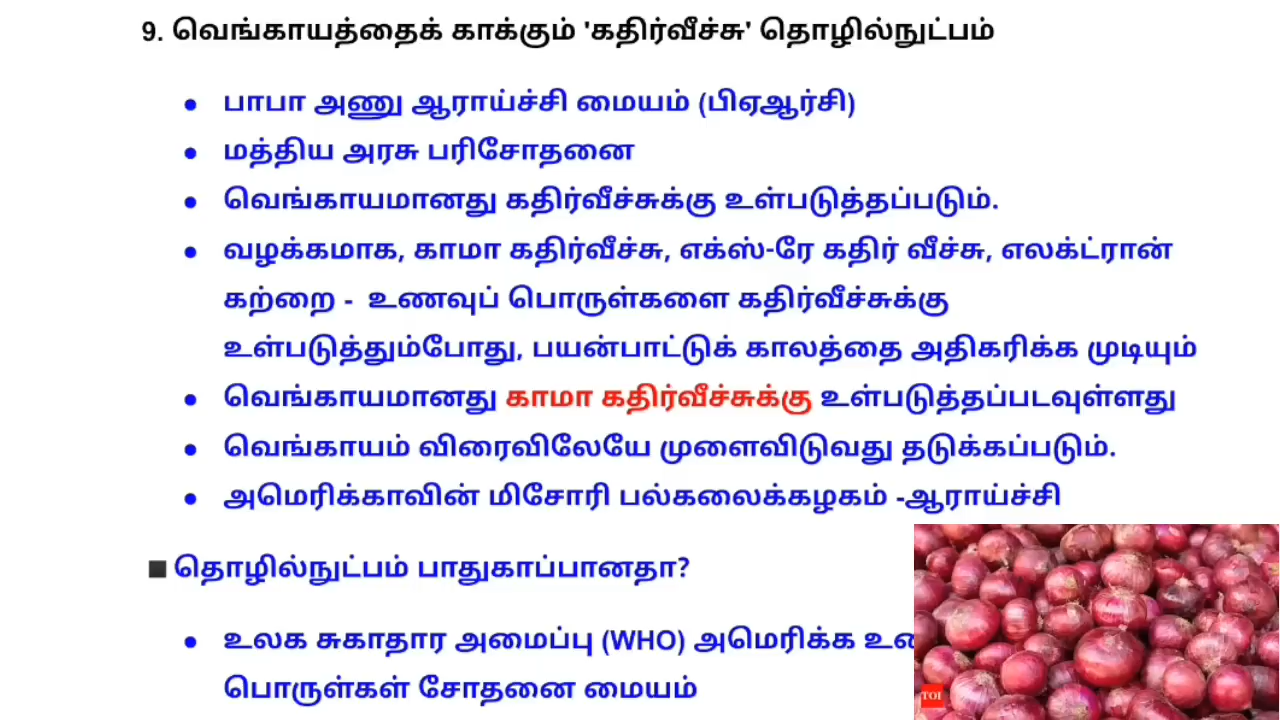 9. வெங்காயத்தைக் காக்கும் 'கதிர்வீச்சு' தொழில்நுட்பம்
• பாபா அணு ஆராய்ச்சி மையம் (பிஏஆர்சி)
• மத்திய அரசு பரிசோதனை
• வெங்காயமானது கதிர்வீச்சுக்கு உள்படுத்தப்படும்.
• வழக்கமாக, காமா கதிர்வீச்சு, எக்ஸ்-ரே கதிர் வீச்சு, எலக்ட்ரான்
கற்றை - உணவுப் பொருள்களை கதிர்வீச்சுக்கு
உள்படுத்தும்போது, பயன்பாட்டுக் காலத்தை அதிகரிக்க முடியும்
• வெங்காயமானது காமா கதிர்வீச்சுக்கு உள்படுத்தப்படவுள்ளது
• வெங்காயம் விரைவிலேயே முளைவிடுவது தடுக்கப்படும்.
• அமெரிக்காவின் மிசோரி பல்கலைக்கழகம் -ஆராய்ச்சி
■ தொழில்நுட்பம் பாதுகாப்பானதா?
• உலக சுகாதார அமைப்பு (WHO) அமெரிக்க
பொருள்கள் சோதனை மையம்
TOI